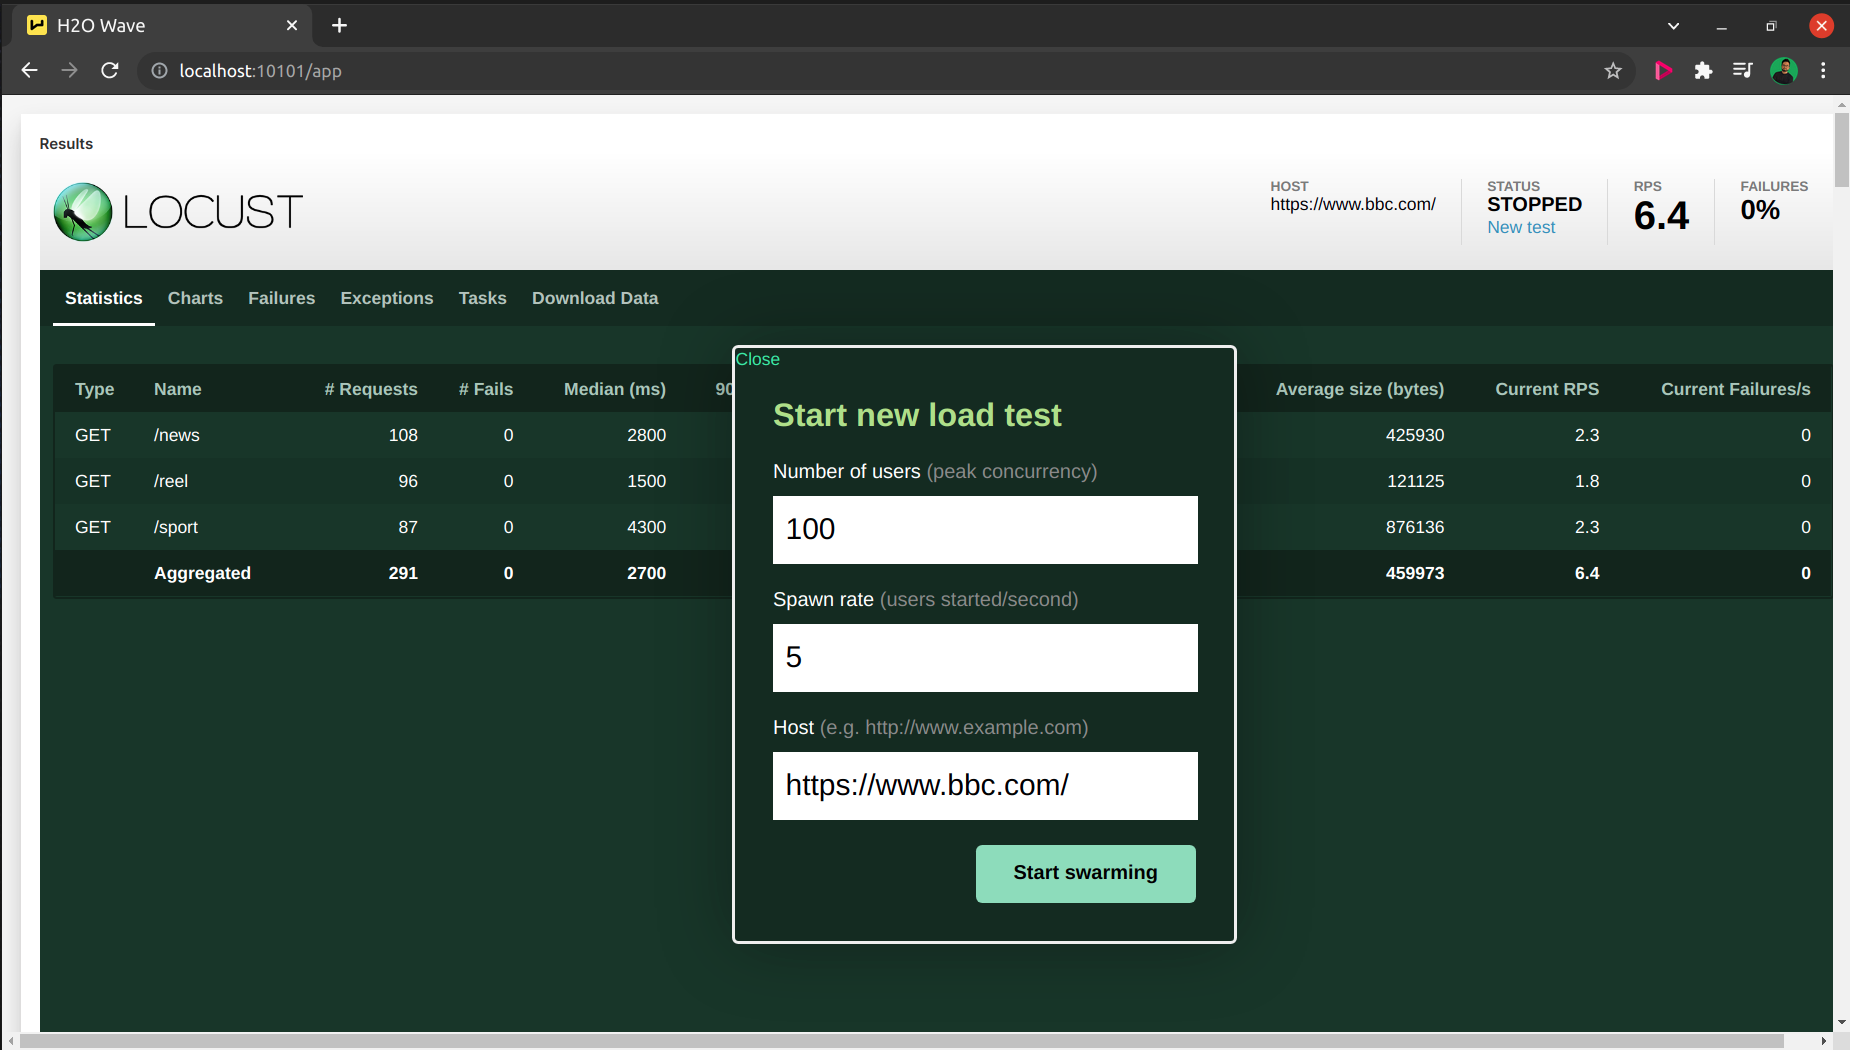 H2O Wave
localhost:10101/app
Results
LOCUST
HOST
https://www.bbc.com/
STATUS
STOPPED
New test
RPS
6.4
FAILURES
0%
Statistics Charts Failures Exceptions Tasks Download Data
Type Name # Requests # Fails Median (ms) 90 Average size (bytes) Current RPS Current Failures/s
GET /news 108 0 2800 425930 2.3 0
GET /reel 96 0 1500 121125 1.8 0
GET /sport 87 0 4300 876136 2.3 0
Aggregated 291 0 2700 459973 6.4 0
Close
Start new load test
Number of users (peak concurrency)
100
Spawn rate (users started/second)
5
Host (e.g. http://www.example.com)
https://www.bbc.com/
Start swarming